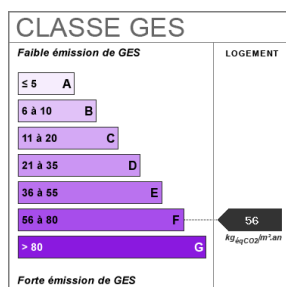 CLASSE GES
Faible émission de GES
LOGEMENT
≤ 5 A
6 à 10 B
11 à 20 C
21 à 35 D
36 à 55 E
56 à 80 F
56
kgéqCO2/m².an
> 80 G
Forte émission de GES